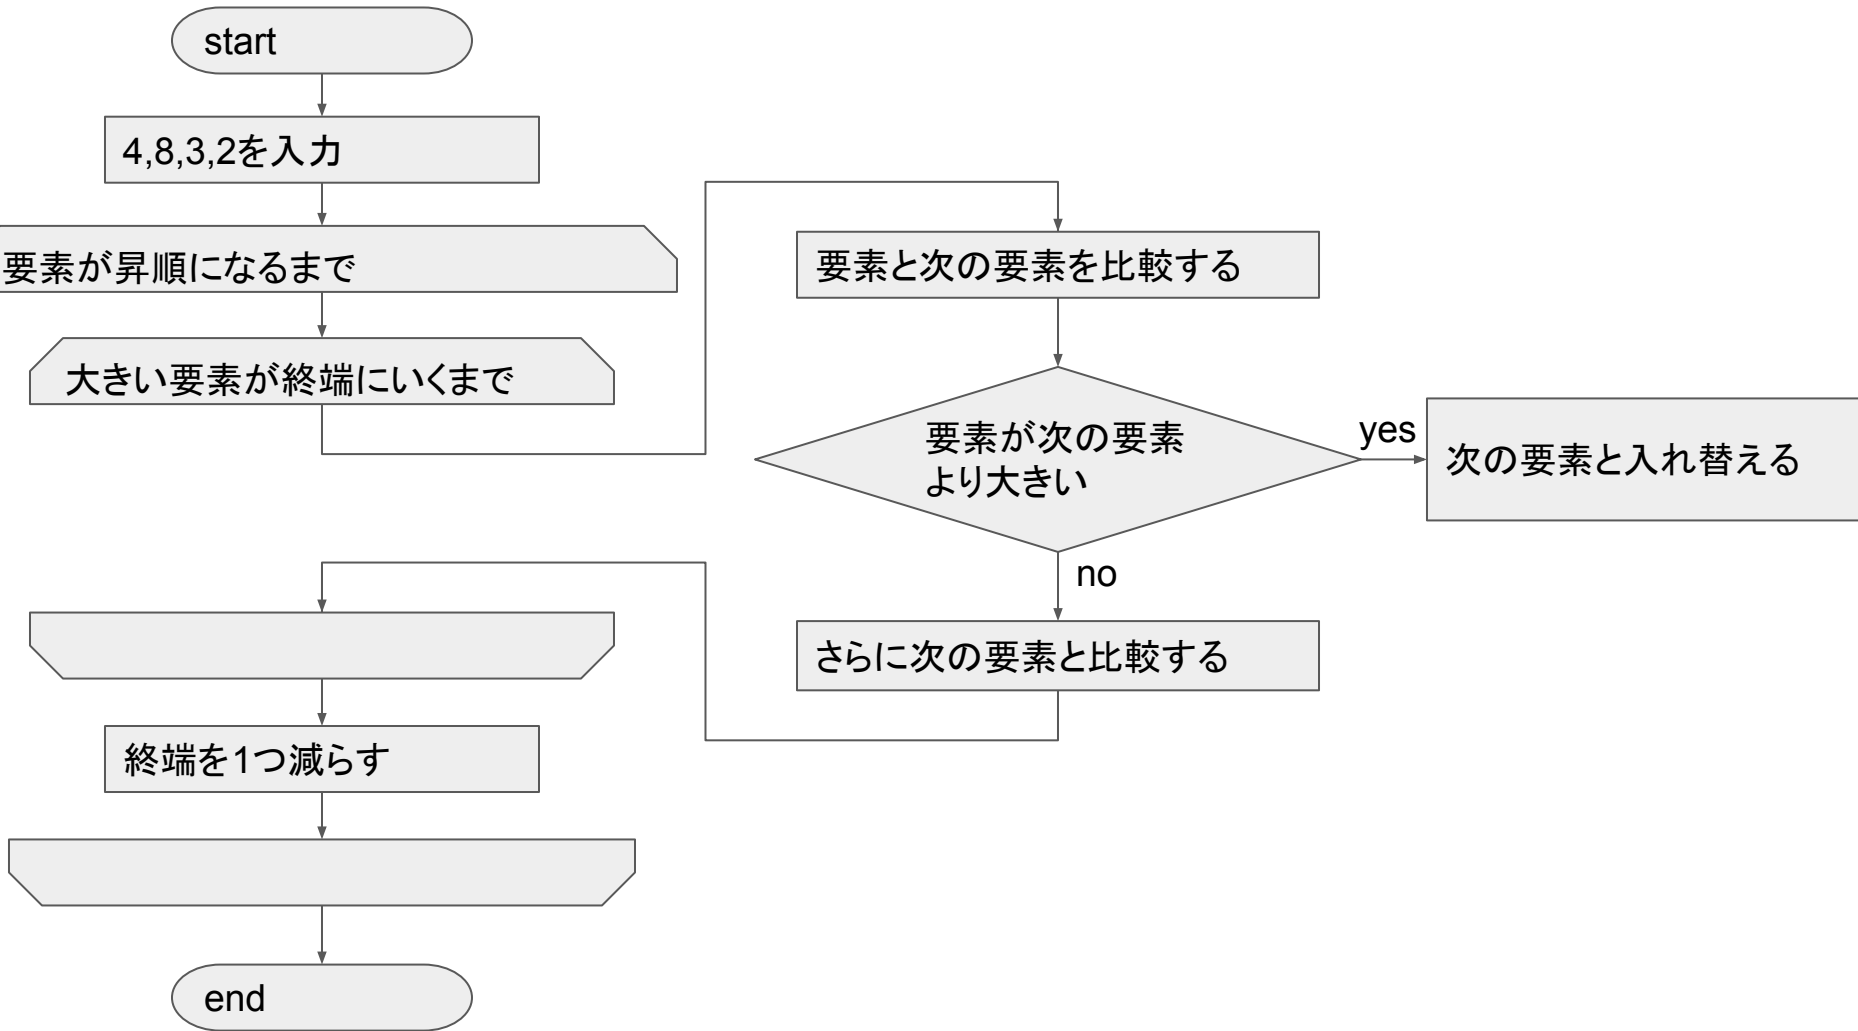 start
4,8,3,2を入力
要素が昇順になるまで
大きい要素が終端にいくまで
要素と次の要素を比較する
要素が次の要素
より大きい
yes
次の要素と入れ替える
no
さらに次の要素と比較する
終端を1つ減らす
end